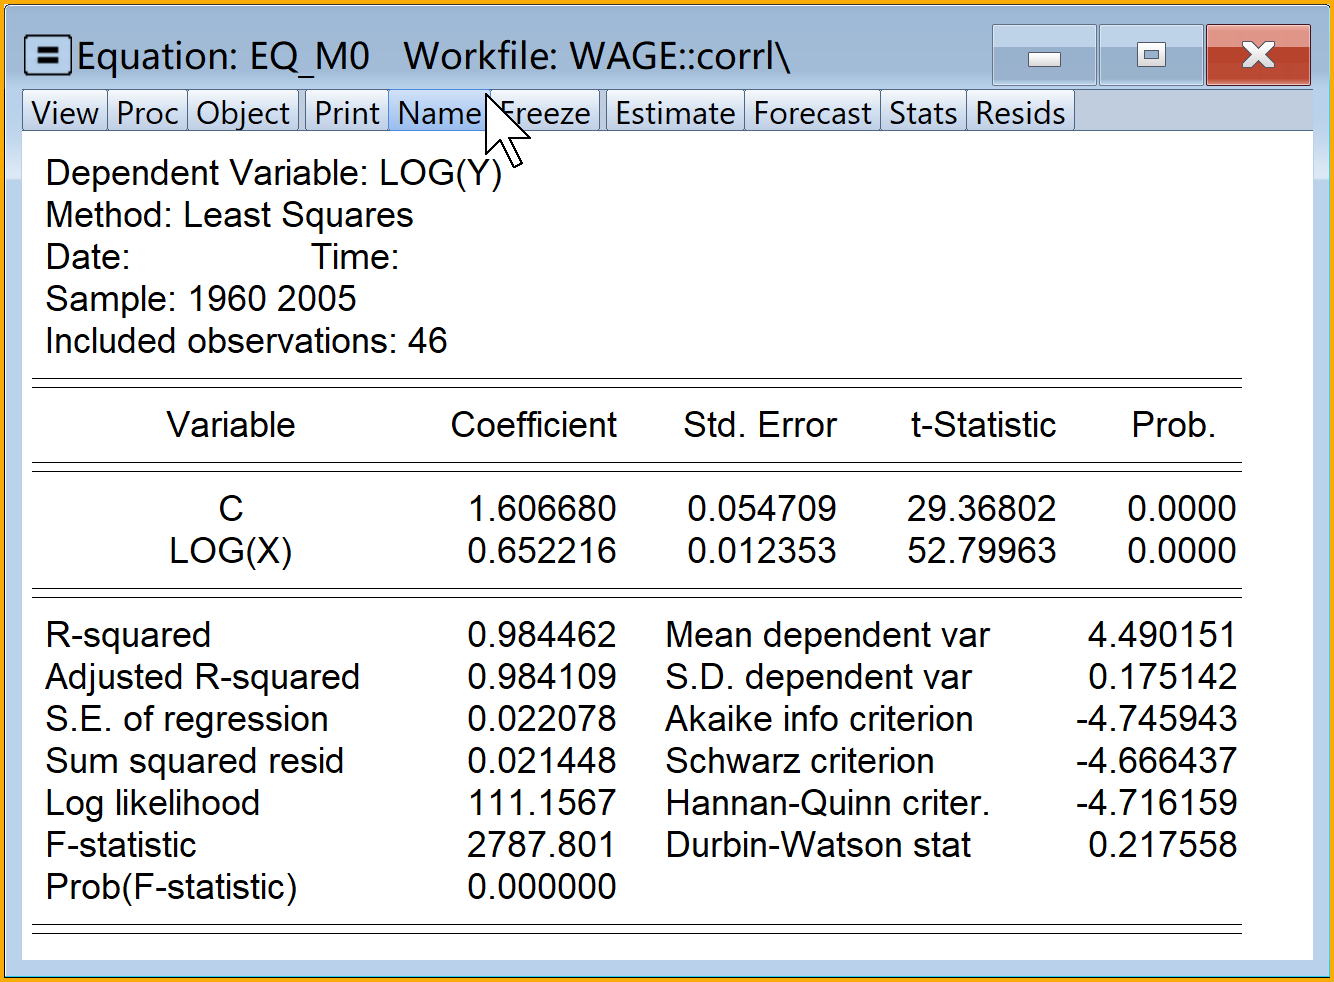 Equation: EQ_M0 Workfile: WAGE::corrl\
View Proc Object Print Name Freeze Estimate Forecast Stats Resids
Dependent Variable: LOG(Y)
Method: Least Squares
Date: Time:
Sample: 1960 2005
Included observations: 46
Variable Coefficient Std. Error t-Statistic Prob.
C 1.606680 0.054709 29.36802 0.0000
LOG(X) 0.652216 0.012353 52.79963 0.0000
R-squared 0.984462 Mean dependent var 4.490151
Adjusted R-squared 0.984109 S.D. dependent var 0.175142
S.E. of regression 0.022078 Akaike info criterion -4.745943
Sum squared resid 0.021448 Schwarz criterion -4.666437
Log likelihood 111.1567 Hannan-Quinn criter. -4.716159
F-statistic 2787.801 Durbin-Watson stat 0.217558
Prob(F-statistic) 0.000000